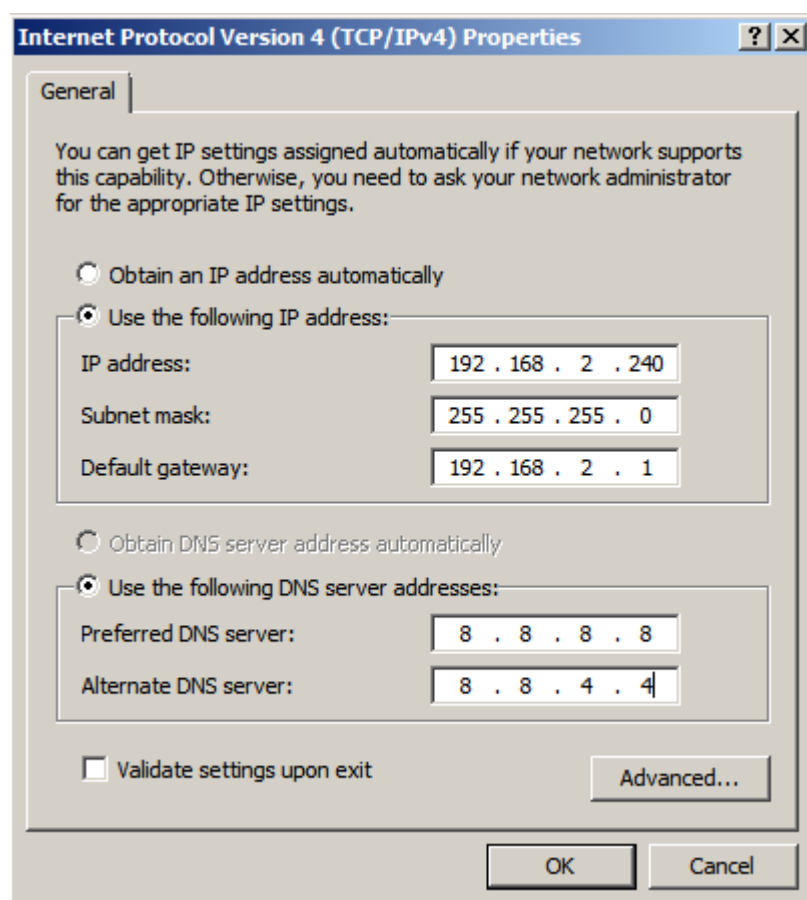 Internet Protocol Version 4 (TCP/IPv4) Properties
General
You can get IP settings assigned automatically if your network supports
this capability. Otherwise, you need to ask your network administrator
for the appropriate IP settings.
Obtain an IP address automatically
Use the following IP address:
IP address: 192 . 168 . 2 . 240
Subnet mask: 255 . 255 . 255 . 0
Default gateway: 192 . 168 . 2 . 1
Obtain DNS server address automatically
Use the following DNS server addresses:
Preferred DNS server: 8 . 8 . 8 . 8
Alternate DNS server: 8 . 8 . 4 . 4
Validate settings upon exit
Advanced...
OK Cancel